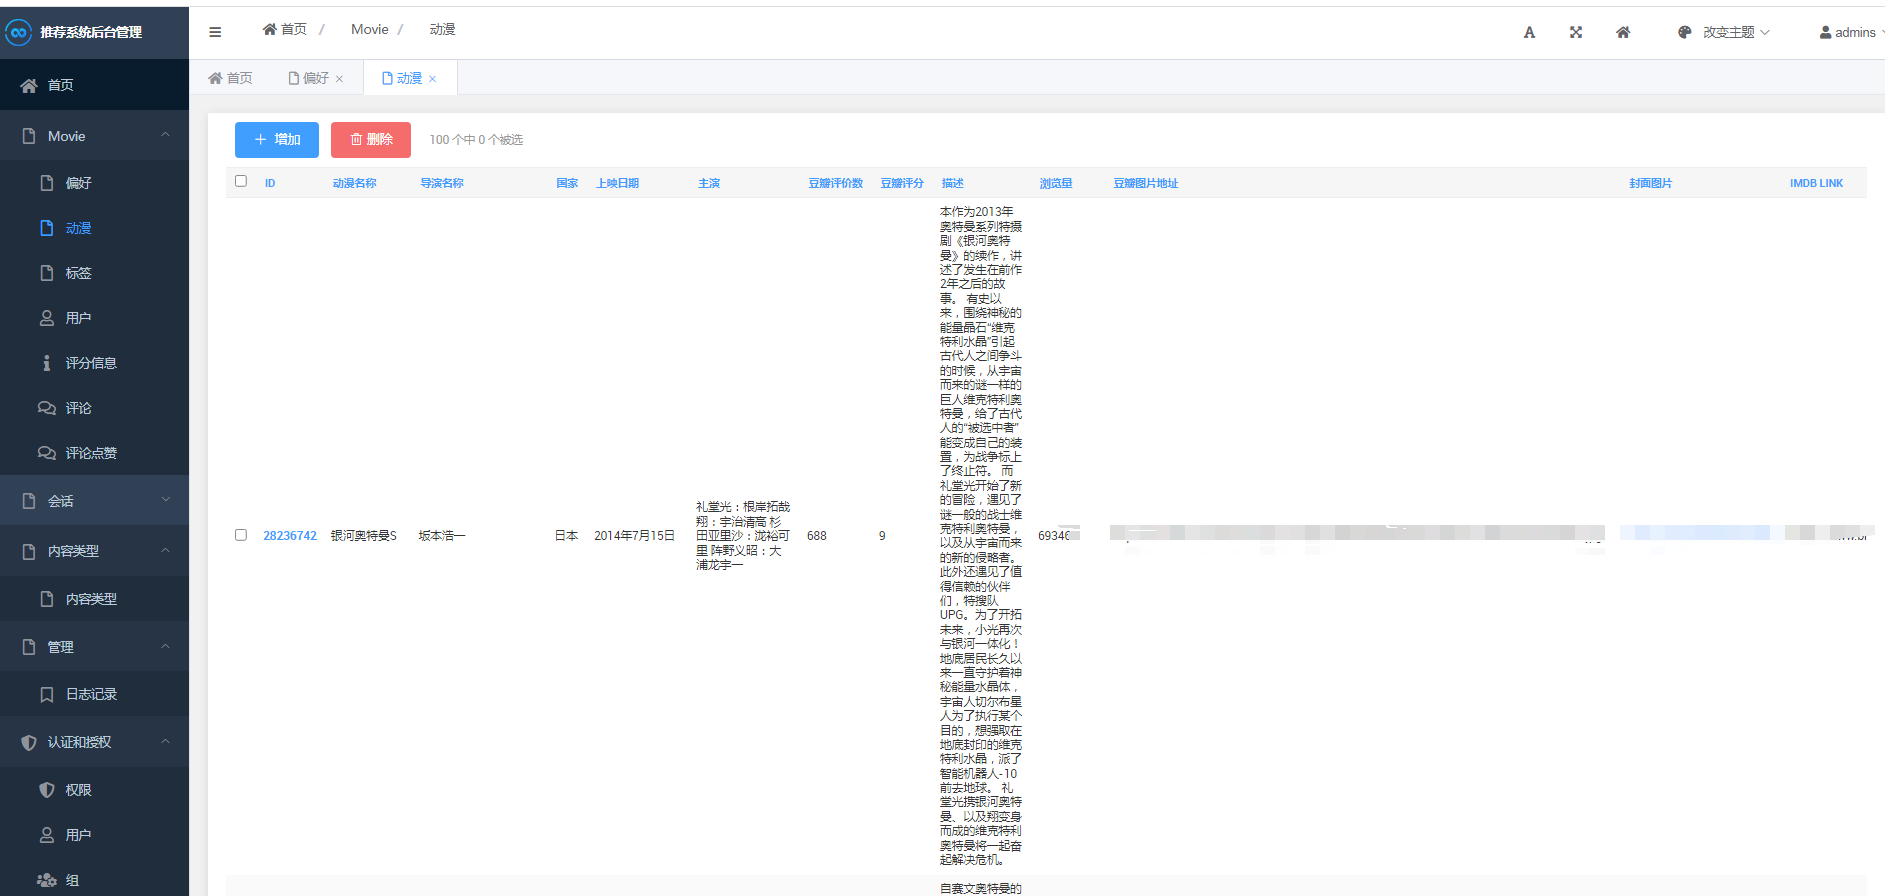 推荐系统后台管理
首页 / Movie / 动漫
A
改变主题
admins
首页
Movie
偏好
动漫
标签
用户
评分信息
评论
评论点赞
会话
内容类型
内容类型
管理
日志记录
认证和授权
权限
用户
组
首页 偏好 × 动漫 ×
增加 删除 100 个中 0 个被选
ID 动漫名称 导演名称 国家 上映日期 主演 豆瓣评价数 豆瓣评分 描述 浏览量 豆瓣图片地址 封面图片 IMDB LINK
28236742 银河奥特曼S 坂本浩一 日本 2014年7月15日
礼堂光：根岸拓哉
翔：宇治清高 杉
田亚里沙：泷裕可
里 阵野义昭：大
浦龙宇一
688 9
本作为2013年
奥特曼系列特摄
剧《银河奥特
曼》的续作，讲
述了发生在前作
2年之后的故
事。 有史以
来，围绕神秘的
能量晶石“维克
特利水晶”引起
古代人之间争斗
的时候，从宇宙
而来的谜一样的
巨人维克特利奥
特曼，给了古代
人的“被选中者”
能变成自己的装
置，为战争标上
了终止符。 而
礼堂光开始了新
的冒险，遇见了
谜一般的战士维
克特利奥特曼，
以及从宇宙而来
的新的侵略者。
此外还遇见了值
得信赖的伙伴
们，特搜队
UPG。为了开拓
未来，小光再次
与银河一体化！
地底居民长久以
来一直守护着神
秘能量水晶体，
宇宙人切尔布星
人为了执行某个
目的，想强取在
地底封印的维克
特利水晶，派了
智能机器人-10
前去地球。 礼
堂光携银河奥特
曼、以及翔变身
而成的维克特利
奥特曼将一起奋
起解决危机。
69346
自赛文奥特曼的